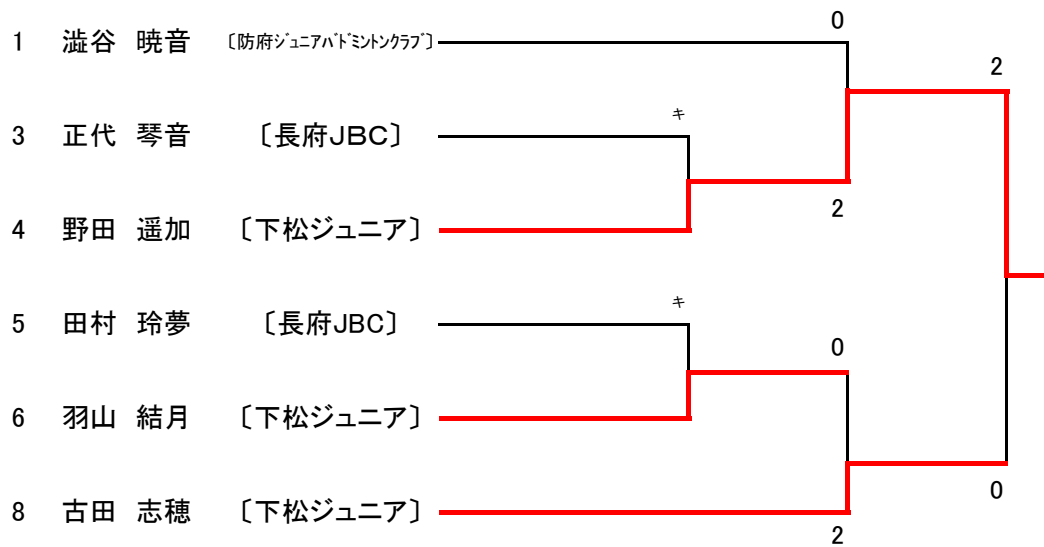 0
1 澁谷 暁音 〔防府ｼﾞｭﾆｱﾊﾞﾄﾞﾐﾝﾄﾝｸﾗﾌﾞ〕
2
キ
3 正代 琴音 〔長府JBC〕
2
4 野田 遥加 〔下松ジュニア〕
キ
5 田村 玲夢 〔長府JBC〕
0
6 羽山 結月 〔下松ジュニア〕
0
8 古田 志穂 〔下松ジュニア〕
2